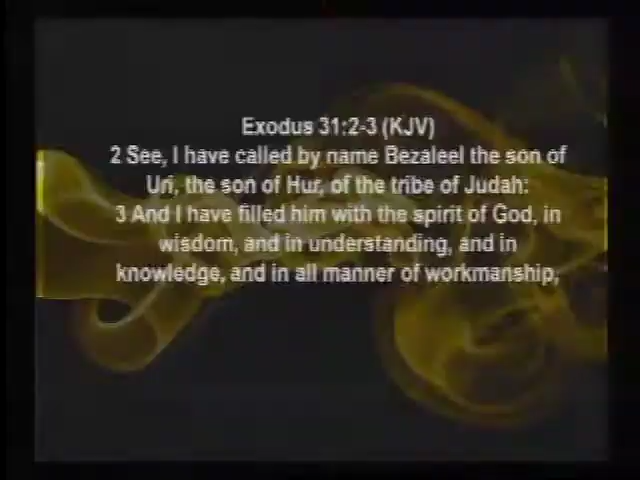 Exodus 31:2-3 (KJV)
2 See, I have called by name Bezaleel the son of
Uri, the son of Hur, of the tribe of Judah:
3 And I have filled him with the spirit of God, in
wisdom, and in understanding, and in
knowledge, and in all manner of workmanship,